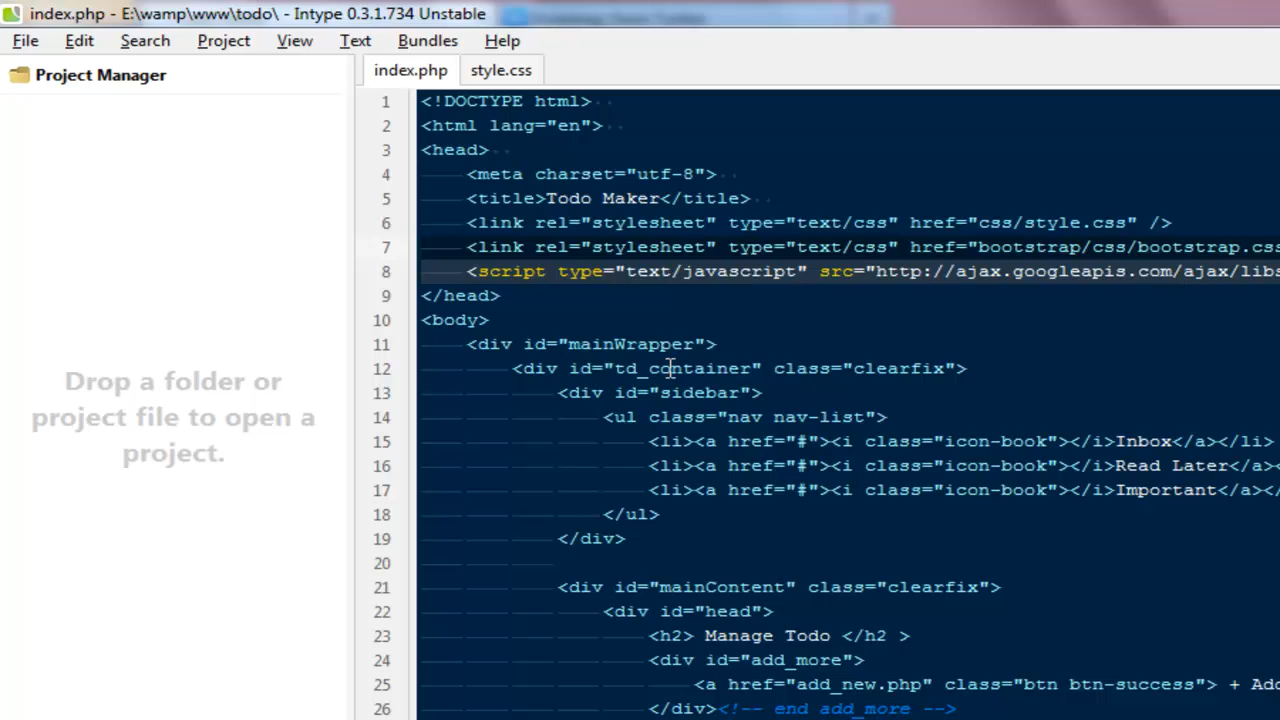 index.php - E:\wamp\www\todo\ - Intype 0.3.1.734 Unstable
File Edit Search Project View Text Bundles Help
Project Manager
index.php style.css
Drop a folder or
project file to open a
project.
1 <!DOCTYPE html>
2 <html lang="en">
3 <head>
4 <meta charset="utf-8">
5 <title>Todo Maker</title>
6 <link rel="stylesheet" type="text/css" href="css/style.css" />
7 <link rel="stylesheet" type="text/css" href="bootstrap/css/bootstrap.css
8 <script type="text/javascript" src="http://ajax.googleapis.com/ajax/libs
9 </head>
10 <body>
11 <div id="mainWrapper">
12 <div id="td_container" class="clearfix">
13 <div id="sidebar">
14 <ul class="nav nav-list">
15 <li><a href="#"><i class="icon-book"></i>Inbox</a></li>
16 <li><a href="#"><i class="icon-book"></i>Read Later</a><
17 <li><a href="#"><i class="icon-book"></i>Important</a></
18 </ul>
19 </div>
20
21 <div id="mainContent" class="clearfix">
22 <div id="head">
23 <h2> Manage Todo </h2 >
24 <div id="add_more">
25 <a href="add_new.php" class="btn btn-success"> + Add
26 </div><!-- end add_more -->